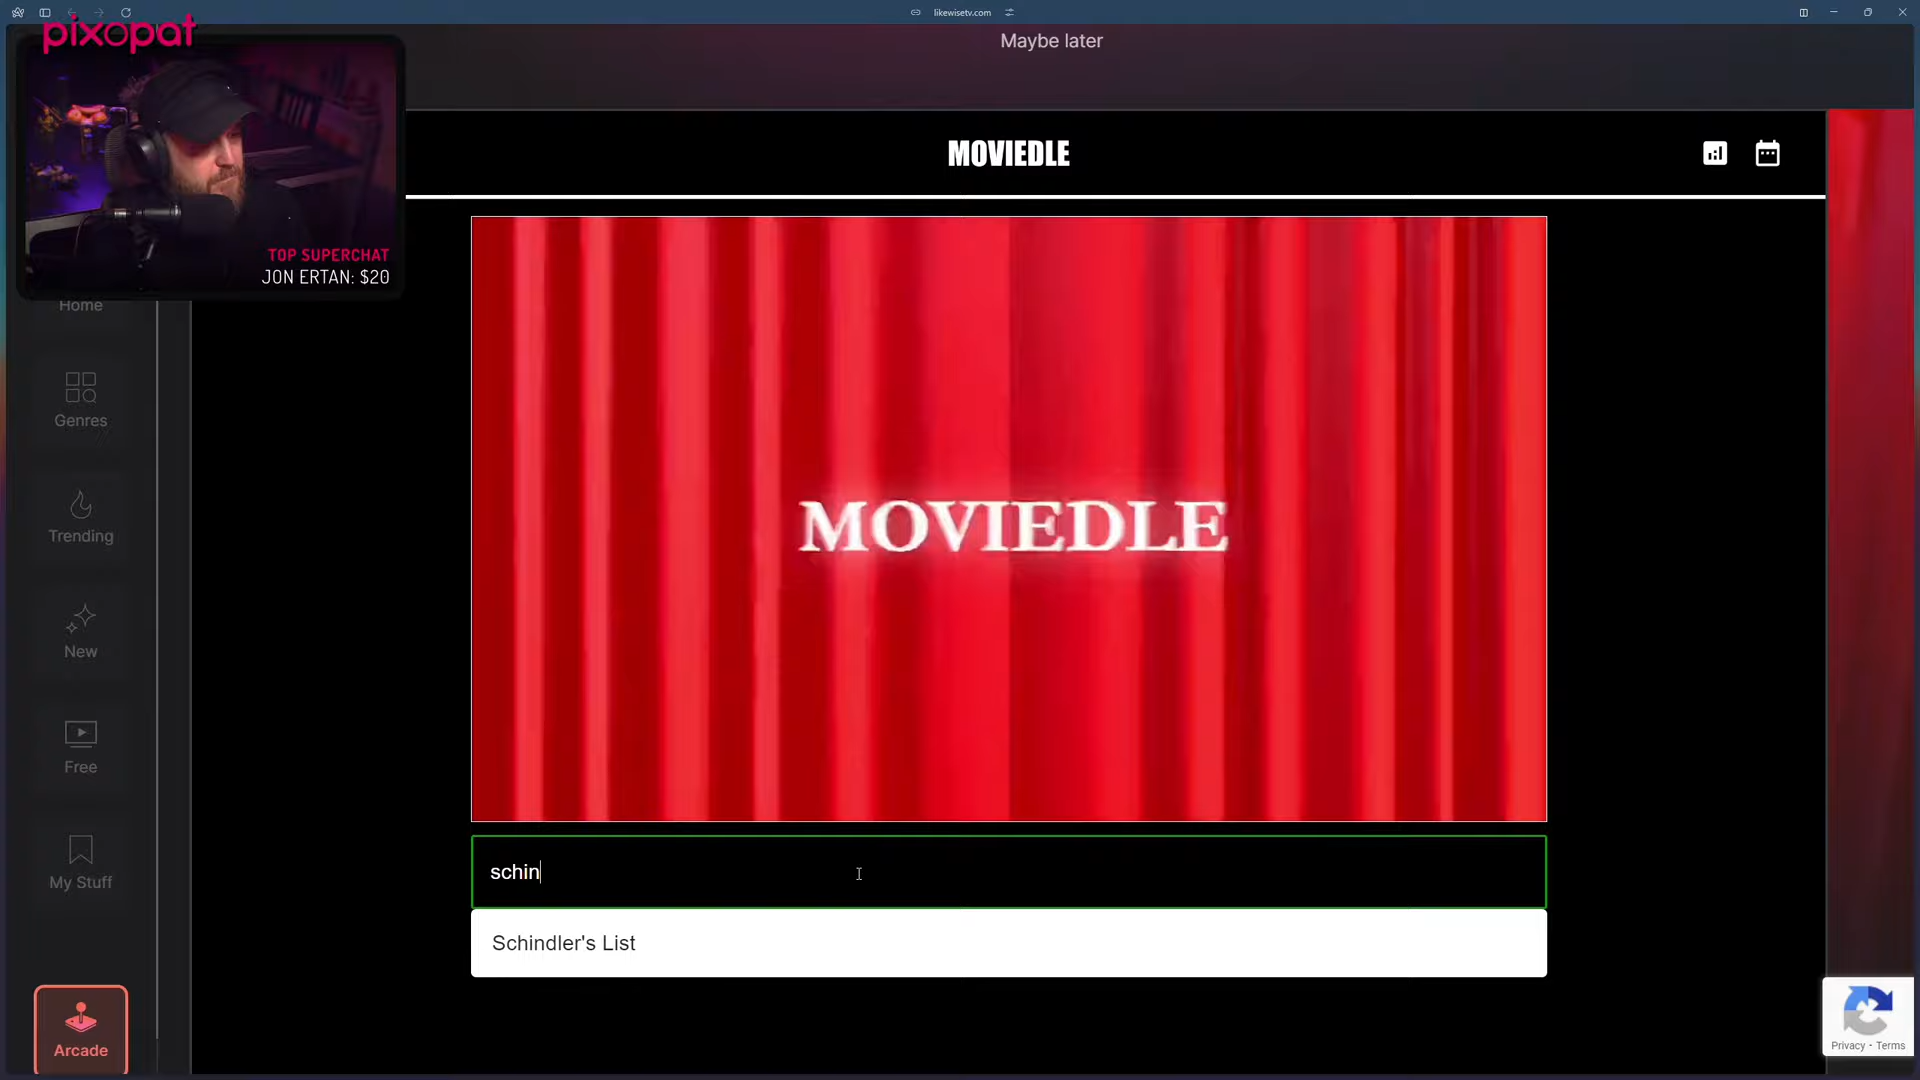 likewisetv.com
pixopat
Maybe later
MOVIEDLE
TOP SUPERCHAT
JON ERTAN: $20
Home
Genres
Trending
New
Free
My Stuff
Arcade
MOVIEDLE
schin
Schindler's List
Privacy - Terms